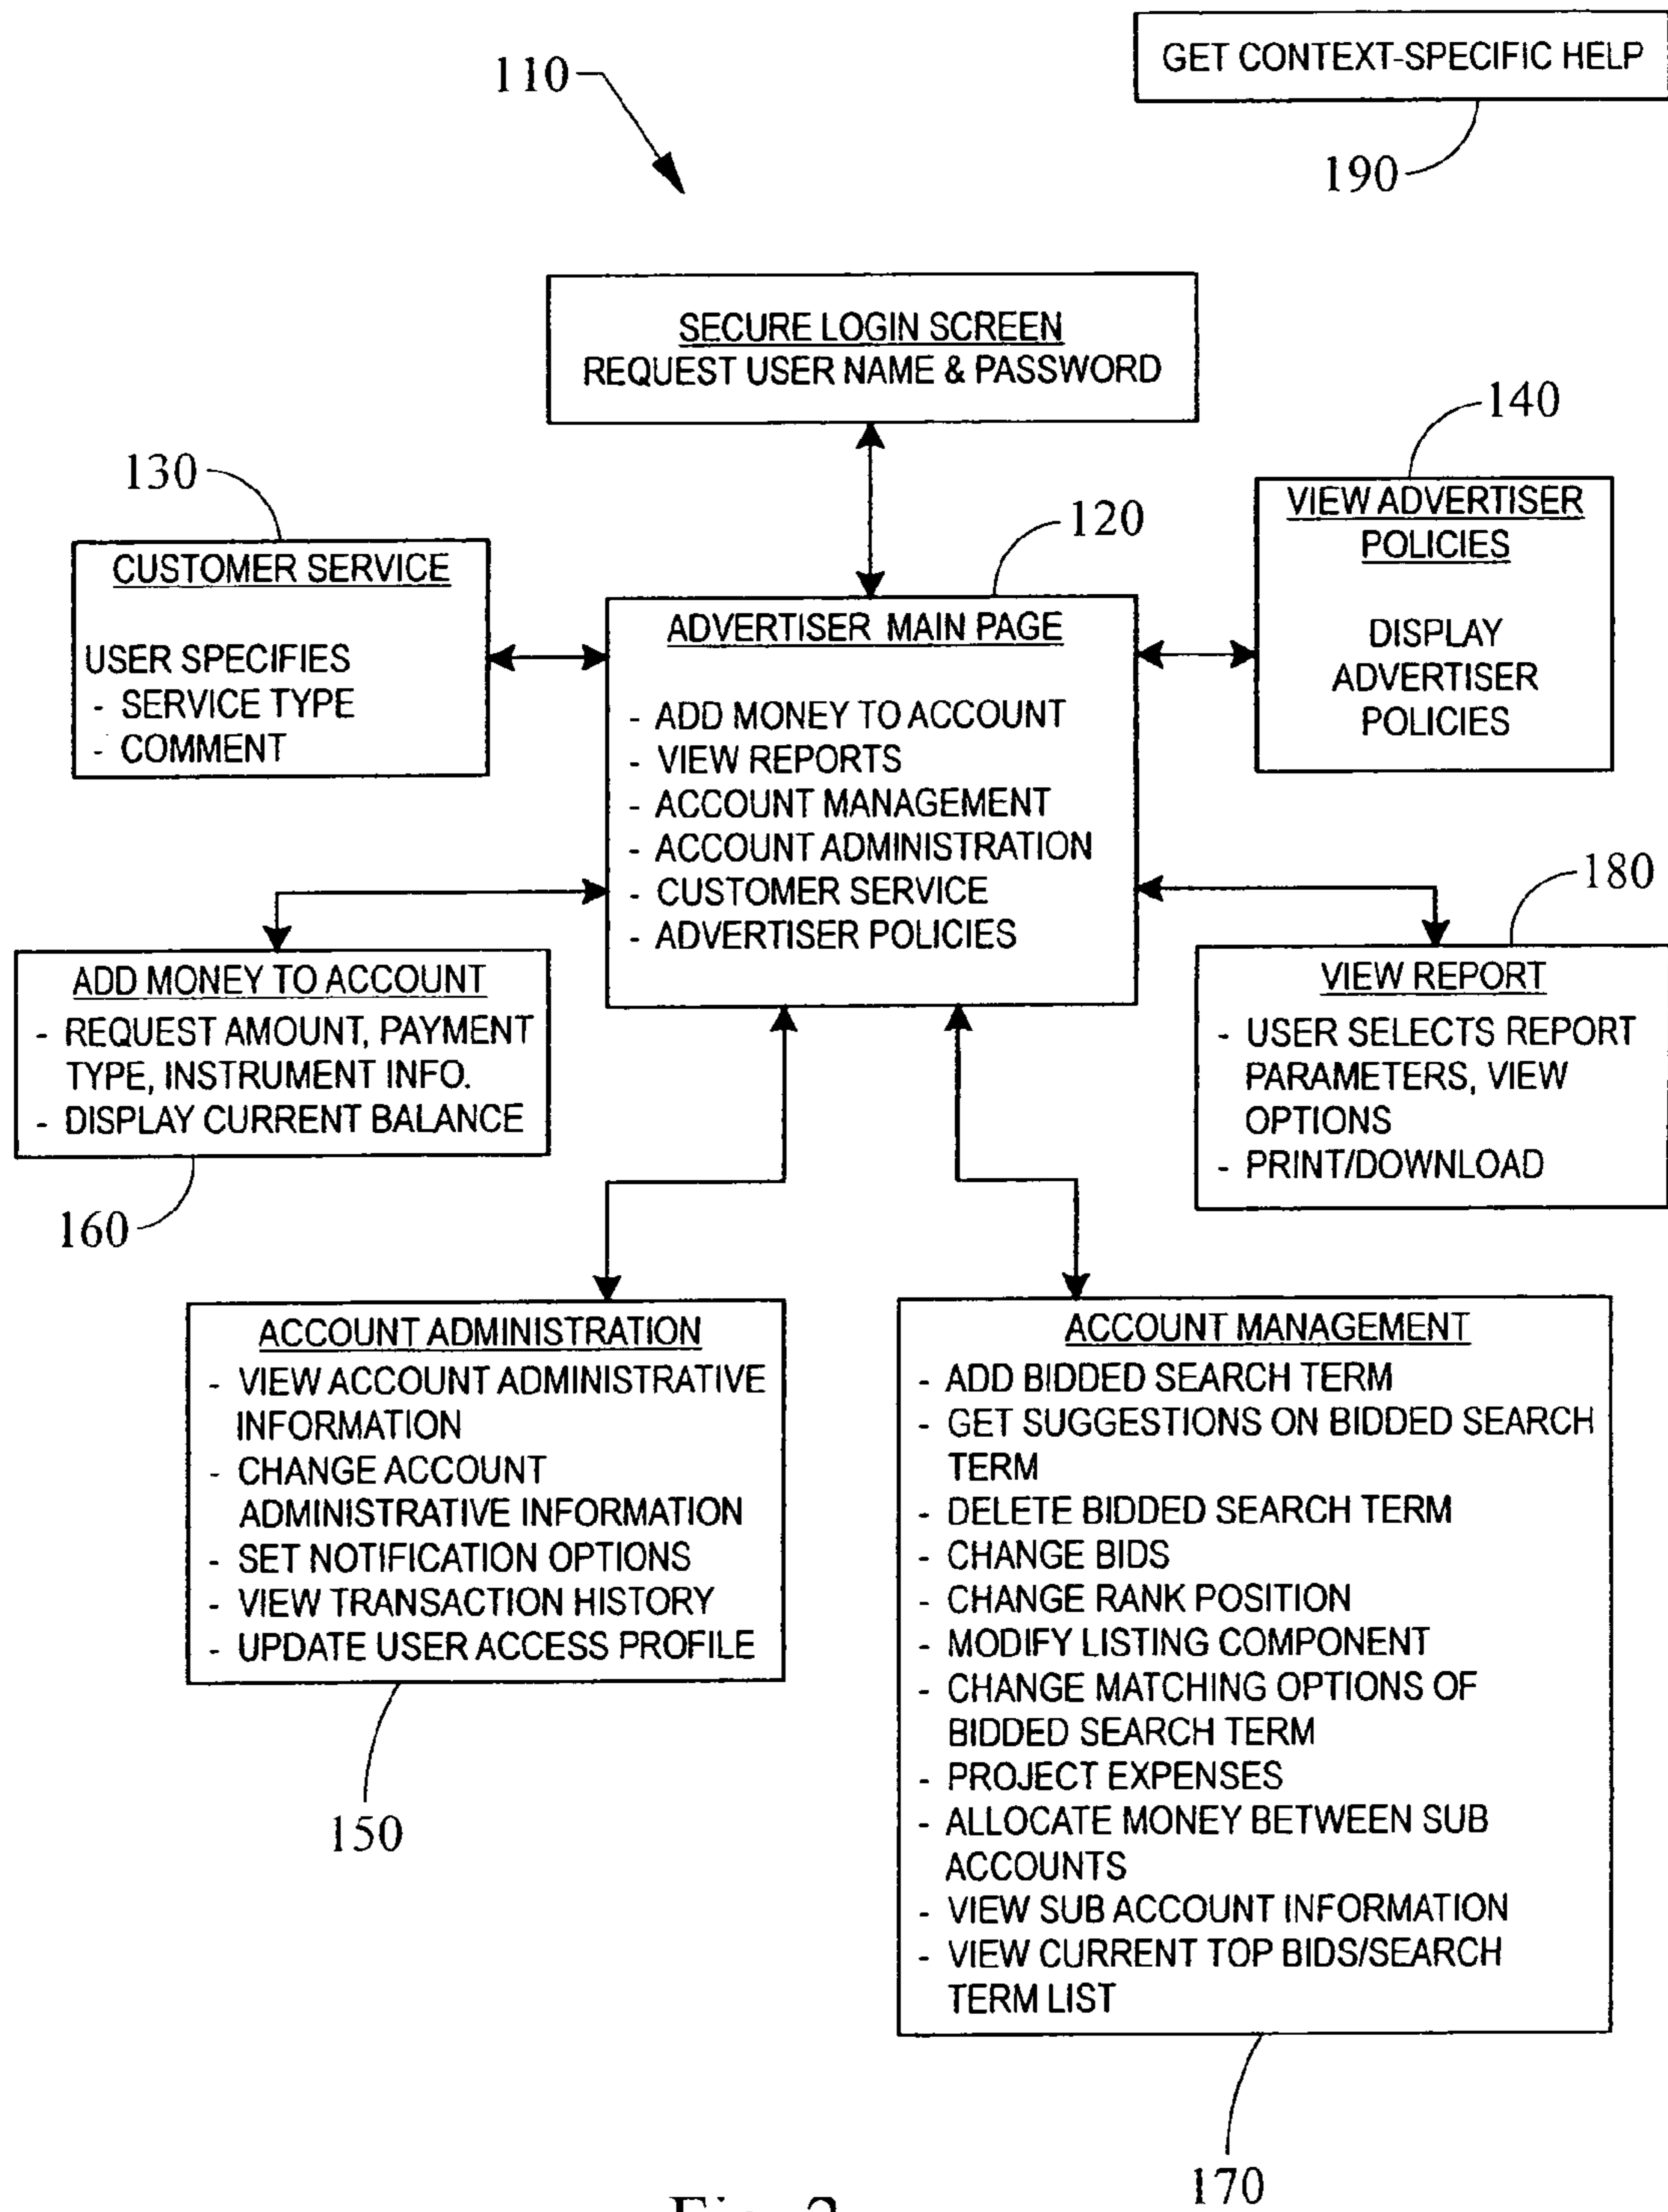 GET CONTEXT-SPECIFIC HELP
110
190
SECURE LOGIN SCREEN
REQUEST USER NAME & PASSWORD
140
130
VIEW ADVERTISER
POLICIES
DISPLAY
ADVERTISER
POLICIES
120
CUSTOMER SERVICE
USER SPECIFIES
- SERVICE TYPE
- COMMENT
ADVERTISER MAIN PAGE
- ADD MONEY TO ACCOUNT
- VIEW REPORTS
- ACCOUNT MANAGEMENT
- ACCOUNT ADMINISTRATION
- CUSTOMER SERVICE
- ADVERTISER POLICIES
180
ADD MONEY TO ACCOUNT
- REQUEST AMOUNT, PAYMENT
TYPE, INSTRUMENT INFO.
- DISPLAY CURRENT BALANCE
160
VIEW REPORT
- USER SELECTS REPORT
PARAMETERS, VIEW
OPTIONS
- PRINT/DOWNLOAD
ACCOUNT ADMINISTRATION
- VIEW ACCOUNT ADMINISTRATIVE
INFORMATION
- CHANGE ACCOUNT
ADMINISTRATIVE INFORMATION
- SET NOTIFICATION OPTIONS
- VIEW TRANSACTION HISTORY
- UPDATE USER ACCESS PROFILE
150
ACCOUNT MANAGEMENT
- ADD BIDDED SEARCH TERM
- GET SUGGESTIONS ON BIDDED SEARCH
TERM
- DELETE BIDDED SEARCH TERM
- CHANGE BIDS
- CHANGE RANK POSITION
- MODIFY LISTING COMPONENT
- CHANGE MATCHING OPTIONS OF
BIDDED SEARCH TERM
- PROJECT EXPENSES
- ALLOCATE MONEY BETWEEN SUB
ACCOUNTS
- VIEW SUB ACCOUNT INFORMATION
- VIEW CURRENT TOP BIDS/SEARCH
TERM LIST
170